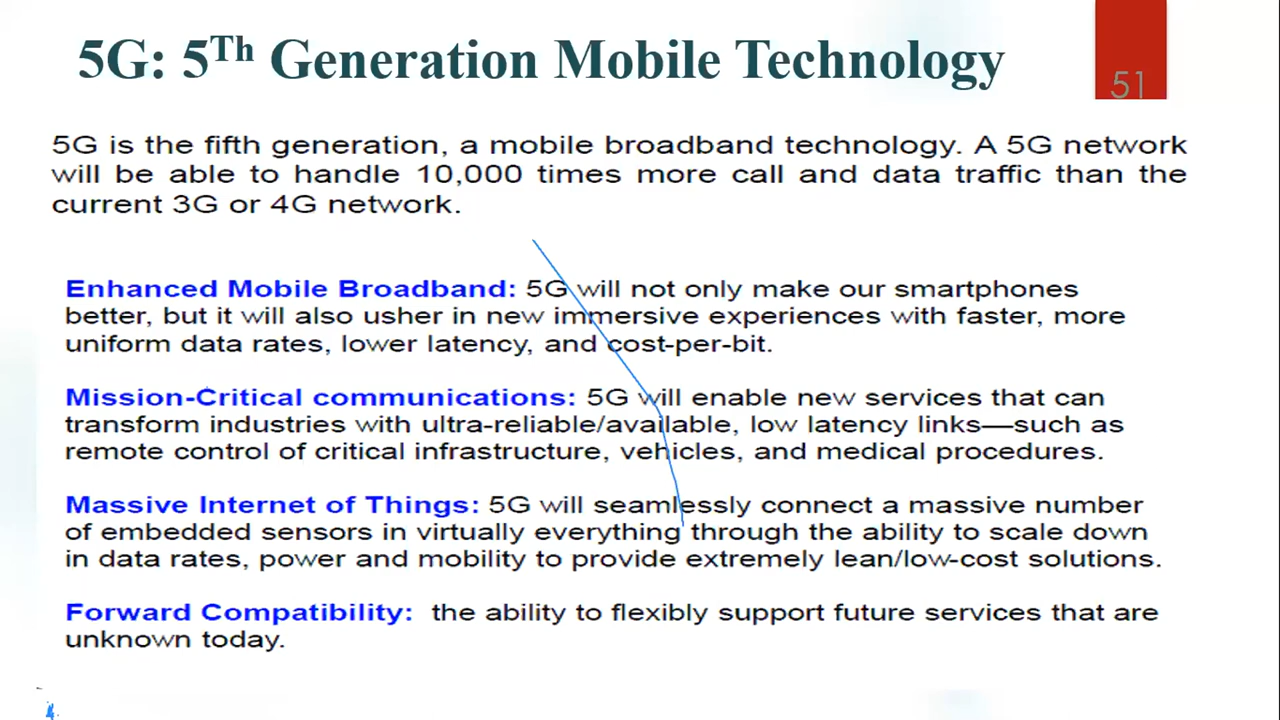 5G: 5Th Generation Mobile Technology
51
5G is the fifth generation, a mobile broadband technology. A 5G network
will be able to handle 10,000 times more call and data traffic than the
current 3G or 4G network.
Enhanced Mobile Broadband: 5G will not only make our smartphones
better, but it will also usher in new immersive experiences with faster, more
uniform data rates, lower latency, and cost-per-bit.
Mission-Critical communications: 5G will enable new services that can
transform industries with ultra-reliable/available, low latency links—such as
remote control of critical infrastructure, vehicles, and medical procedures.
Massive Internet of Things: 5G will seamlessly connect a massive number
of embedded sensors in virtually everything through the ability to scale down
in data rates, power and mobility to provide extremely lean/low-cost solutions.
Forward Compatibility: the ability to flexibly support future services that are
unknown today.